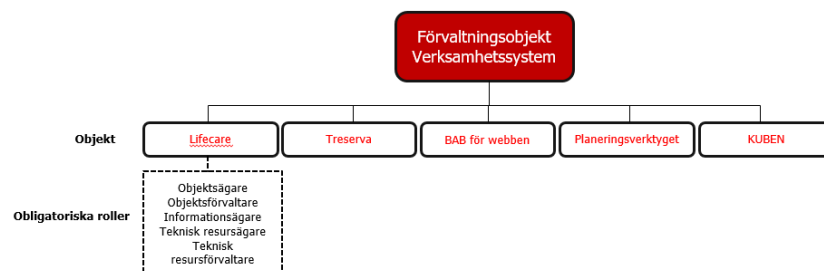 Förvaltningsobjekt
Verksamhetssystem
Objekt
Lifecare
Treserva
BAB för webben
Planeringsverktyget
KUBEN
Obligatoriska roller
Objektsägare
Objektsförvaltare
Informationsägare
Teknisk resursägare
Teknisk
resursförvaltare